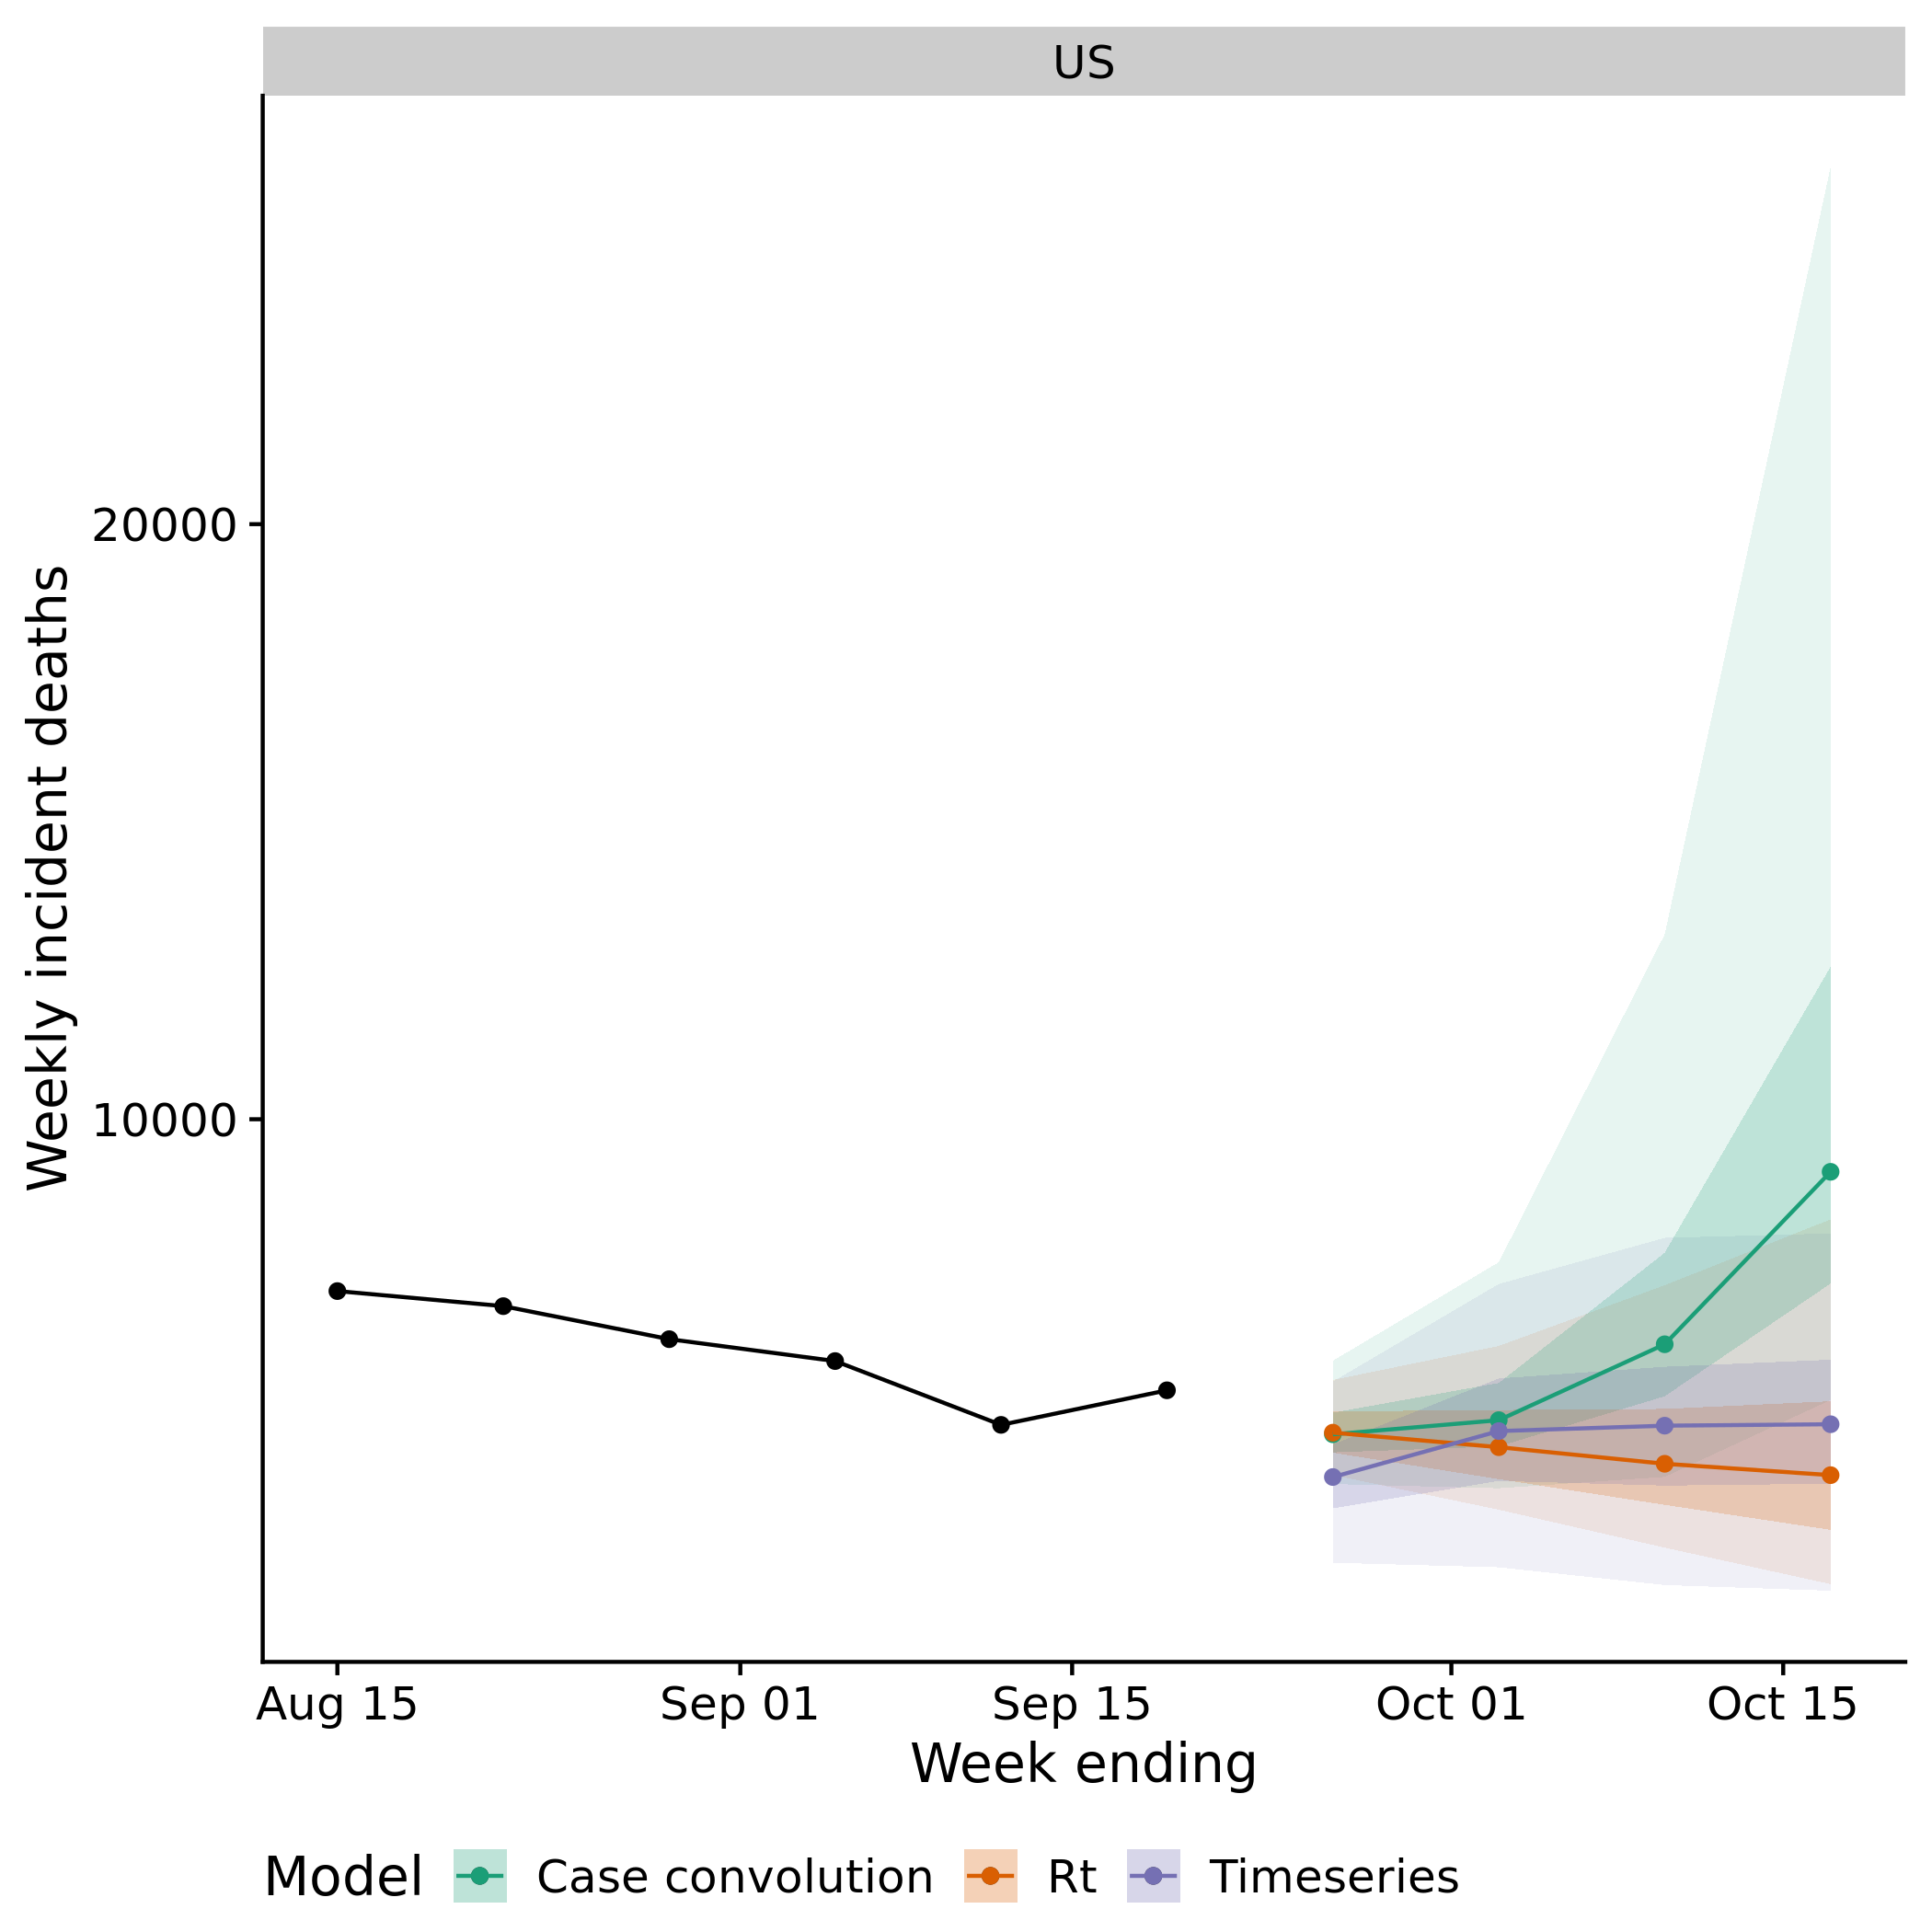 US
Weekly incident deaths
20000
10000
Aug 15 Sep 01 Sep 15 Oct 01 Oct 15
Week ending
Model Case convolution Rt Timeseries